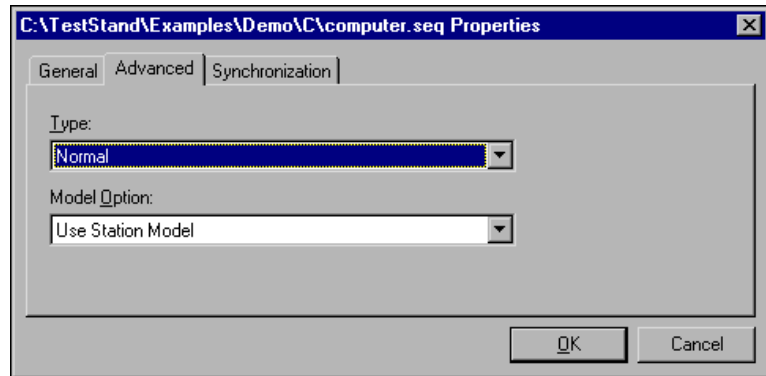 C:\TestStand\Examples\Demo\C\computer.seq Properties
General Advanced Synchronization
Type:
Normal
Model Option:
Use Station Model
OK Cancel